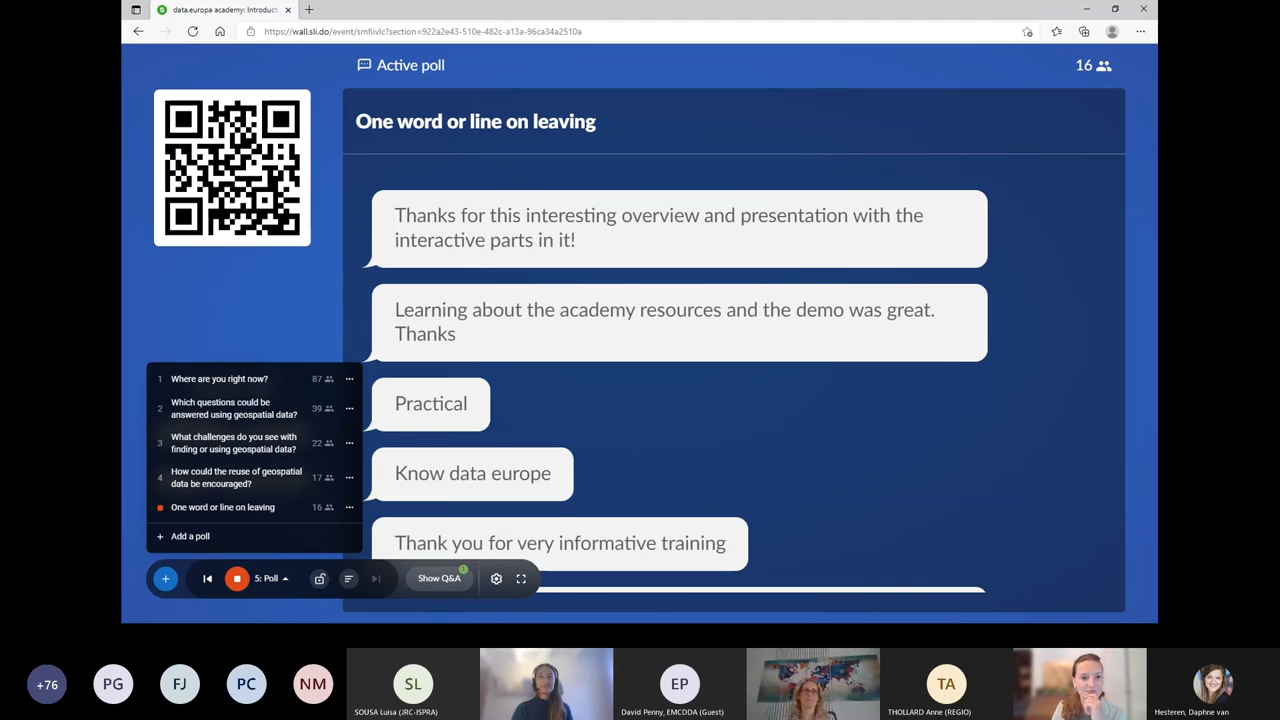 data.europa academy: Introduct
https://wall.sli.do/event/smfiivlc?section=922a2e43-510e-482c-a13a-96ca34a2510a
Active poll
16
One word or line on leaving
Thanks for this interesting overview and presentation with the
interactive parts in it!
Learning about the academy resources and the demo was great.
Thanks
Practical
Know data europe
Thank you for very informative training
1 Where are you right now? 87
2 Which questions could be
answered using geospatial data? 39
3 What challenges do you see with
finding or using geospatial data? 22
4 How could the reuse of geospatial
data be encouraged? 17
One word or line on leaving 16
+ Add a poll
5: Poll
Show Q&A
1
+76
PG
FJ
PC
NM
SL
SOUSA Luisa (JRC-ISPRA)
EP
David Penny, EMCDDA (Guest)
TA
THOLLARD Anne (REGIO)
Hesteren, Daphne van